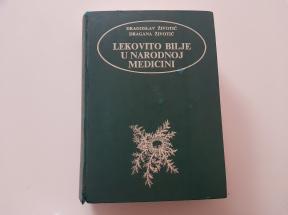 DRAGOSLAV ŽIVOTIĆ
DRAGANA ŽIVOTIĆ
LEKOVITO BILJE
U NARODNOJ
MEDICINI